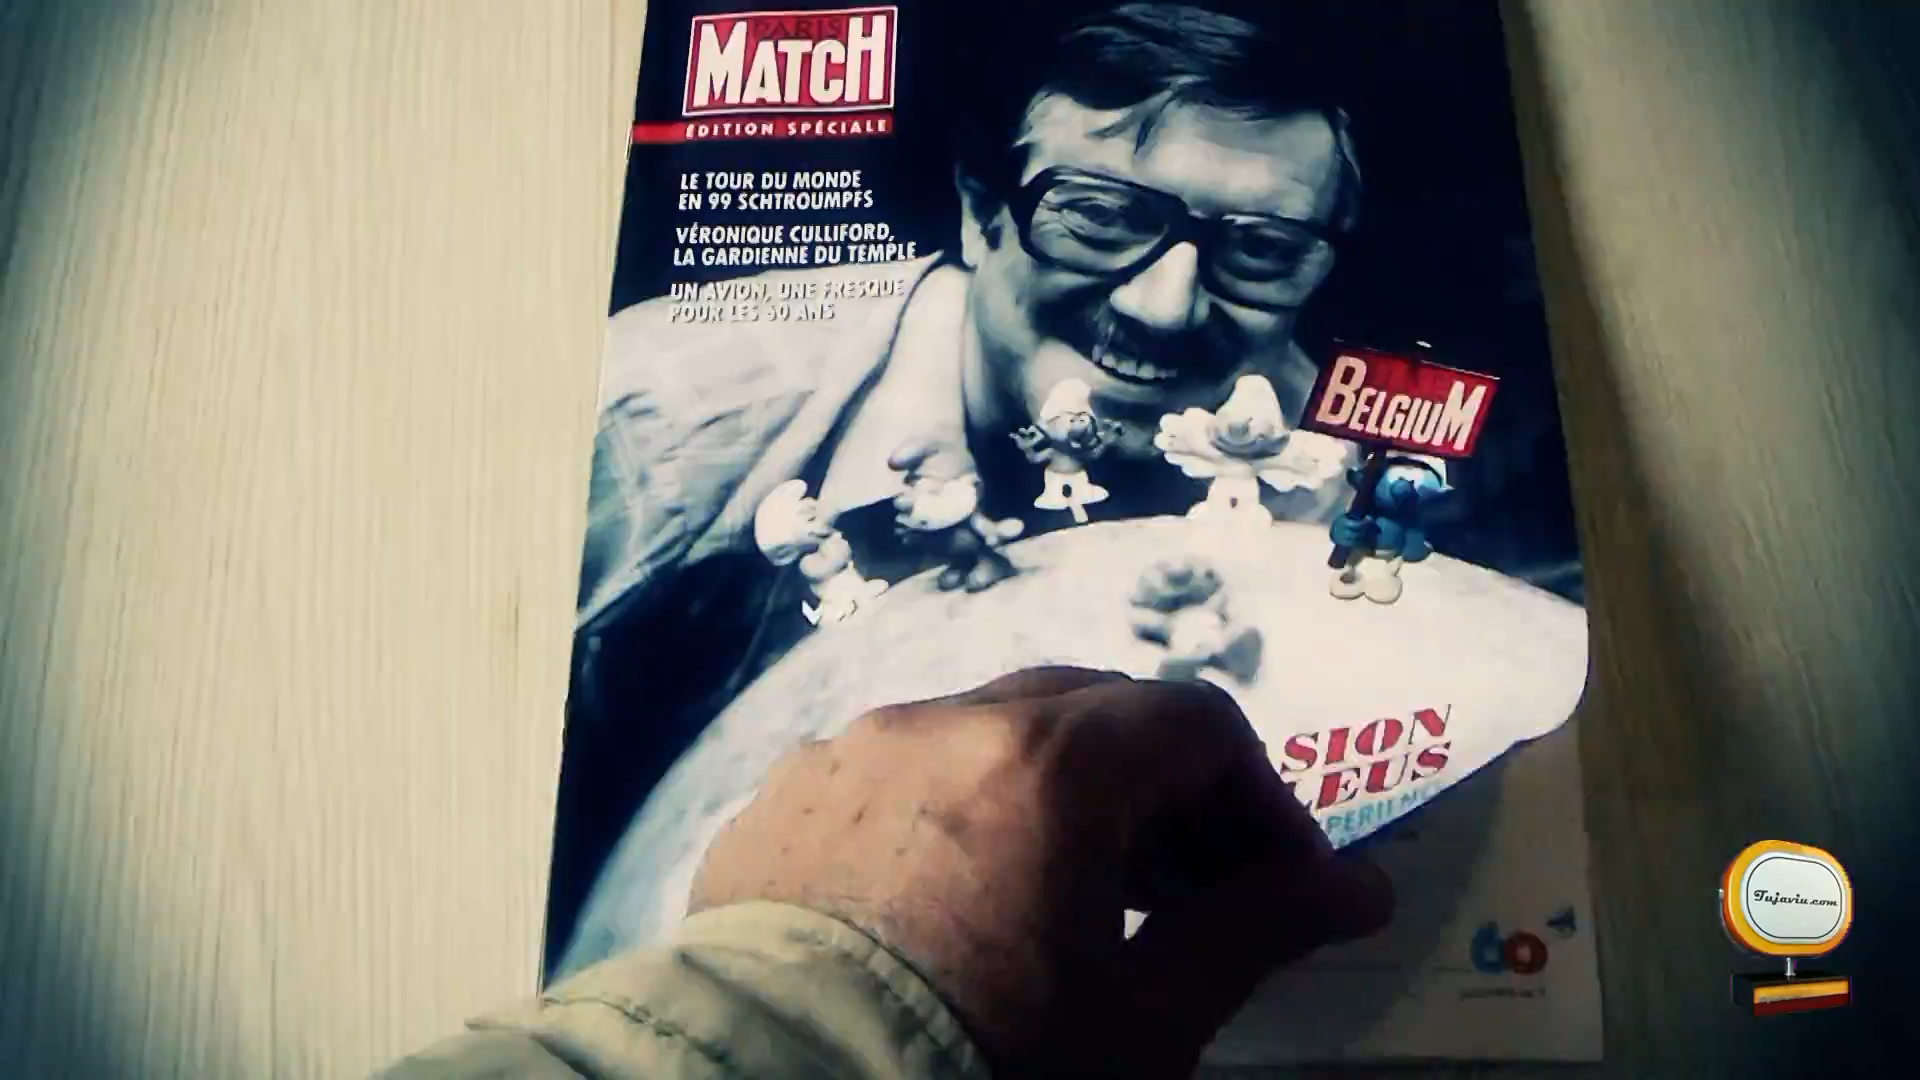 PARIS
MATCH
ÉDITION SPÉCIALE
LE TOUR DU MONDE
EN 99 SCHTROUMPFS
VÉRONIQUE CULLIFORD,
LA GARDIENNE DU TEMPLE
UN AVION, UNE FRESQUE
POUR LES 60 ANS
BELGIUM
SION
LEUS
PERIENC
Tujaviu.com